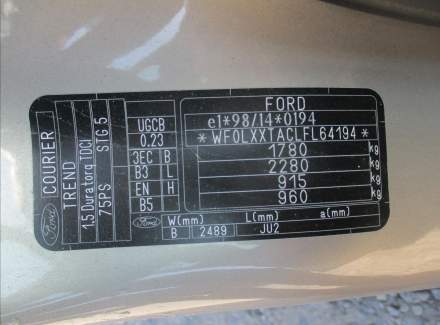 FORD
e1*98/14*0194
*WF0LXXTACLFL64194*
1780 kg
2280 kg
915 kg
960 kg
COURIER
TREND
1.5 Duratorq TDCI
75PS STG 5
UGCB
0.23
3EC B
B3 L
EN H
B5
Ford
Ford
W(mm) L(mm) a(mm)
B 2489 JU2